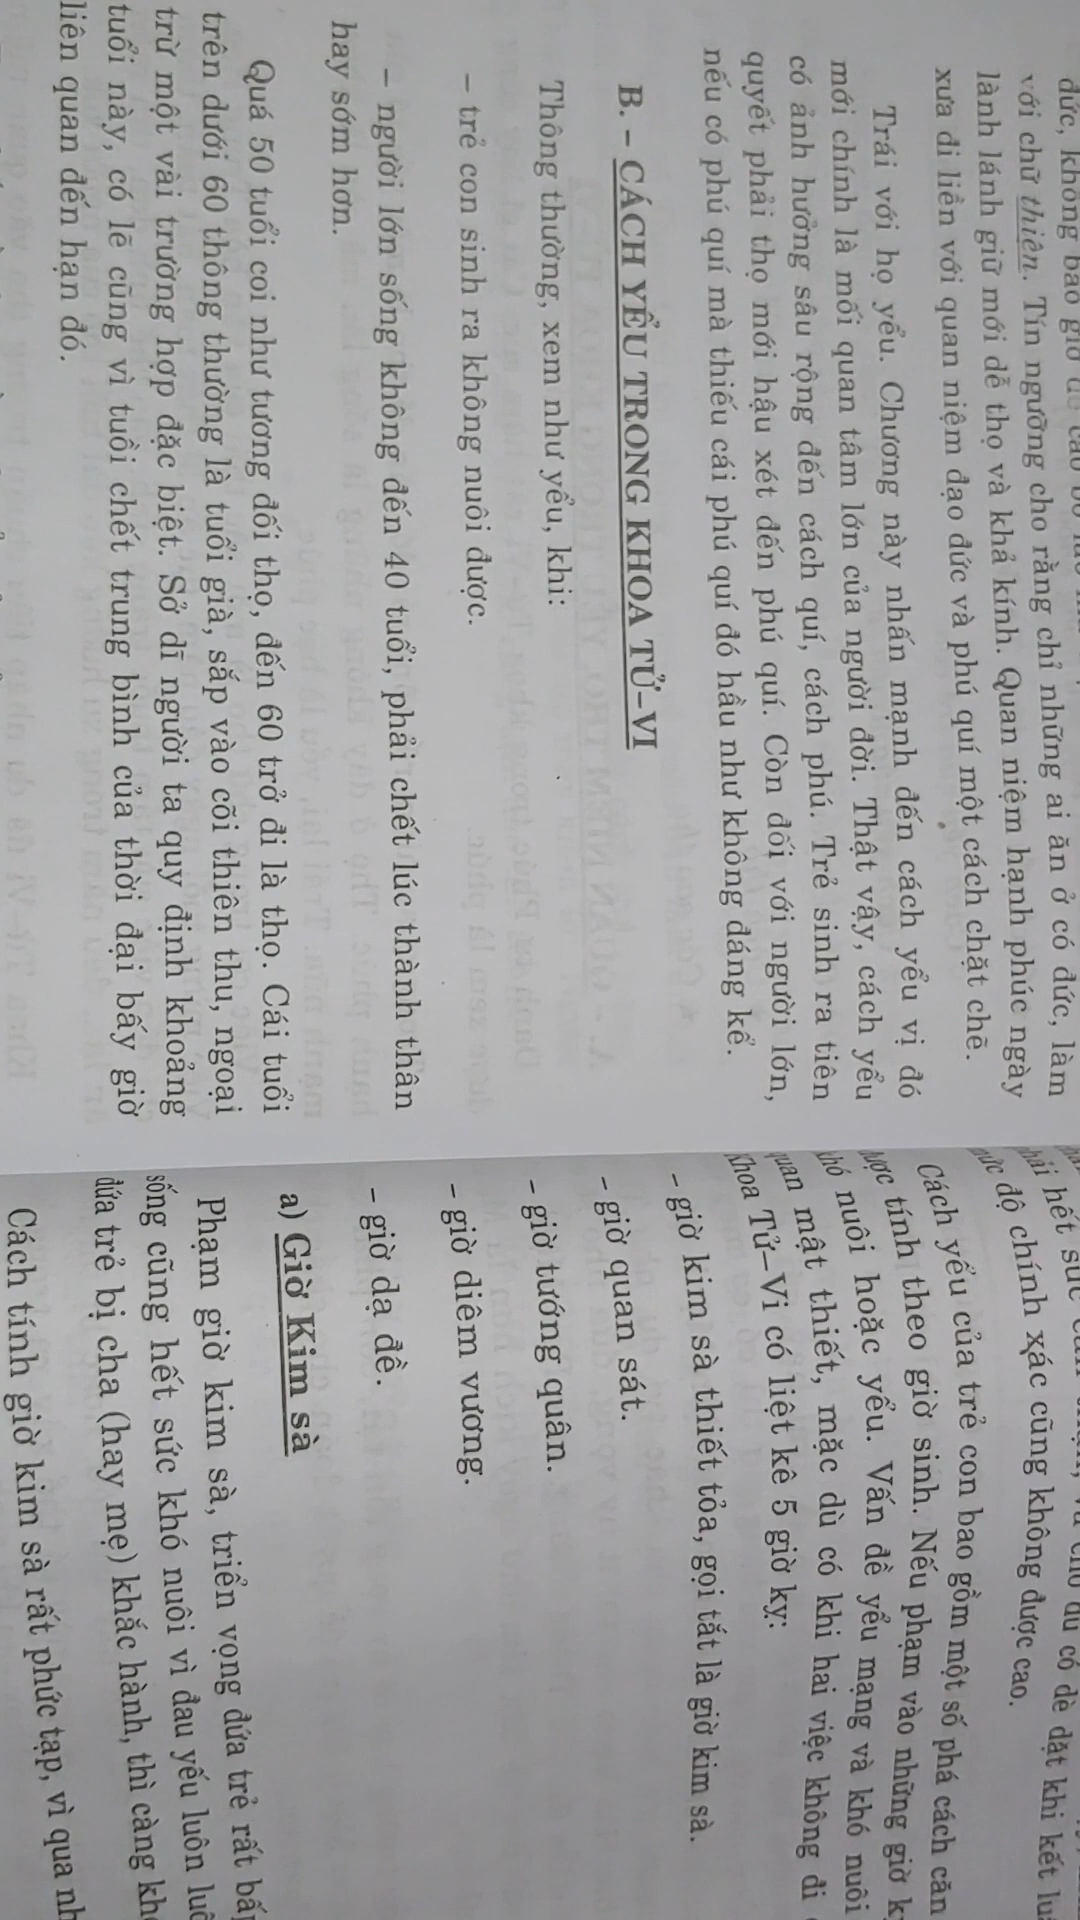 đức, không bao giờ
với chữ thiện. Tín ngưỡng cho rằng chỉ những ai ăn ở có đức, làm
lành lánh giữ mới dễ thọ và khả kính. Quan niệm hạnh phúc ngày
xưa đi liền với quan niệm đạo đức và phú quí một cách chặt chẽ.
Trái với họ yểu. Chương này nhấn mạnh đến cách yểu vị đó
mới chính là mối quan tâm lớn của người đời. Thật vậy, cách yểu
có ảnh hưởng sâu rộng đến cách quí, cách phú. Trẻ sinh ra tiên
quyết phải thọ mới hậu xét đến phú quí. Còn đối với người lớn,
nếu có phú quí mà thiếu cái phú quí đó hầu như không đáng kể.
B. – CÁCH YỂU TRONG KHOA TỬ–VI
Thông thường, xem như yểu, khi:
– trẻ con sinh ra không nuôi được.
– người lớn sống không đến 40 tuổi, phải chết lúc thành thân
hay sớm hơn.
Quá 50 tuổi coi như tương đối thọ, đến 60 trở đi là thọ. Cái tuổi
trên dưới 60 thông thường là tuổi già, sắp vào cõi thiên thu, ngoại
trừ một vài trường hợp đặc biệt. Sở dĩ người ta quy định khoảng
tuổi này, có lẽ cũng vì tuổi chết trung bình của thời đại bấy giờ
liên quan đến hạn đó.
hết sức cẩn có dè dặt khi kết
độ chính xác cũng không được cao.
Cách yểu của trẻ con bao gồm một số phá cách căn
tính theo giờ sinh. Nếu phạm vào những giờ
nuôi hoặc yểu. Vấn đề yểu mạng và khó nuôi
quan mật thiết, mặc dù có khi hai việc không đi
Khoa Tử–Vi có liệt kê 5 giờ kỵ:
- giờ kim sà thiết tỏa, gọi tắt là giờ kim sà.
- giờ quan sát.
- giờ tướng quân.
- giờ diêm vương.
- giờ dạ đề.
a) Giờ Kim sà
Phạm giờ kim sà, triển vọng đứa trẻ rất
sống cũng hết sức khó nuôi vì đau yếu luôn
đứa trẻ bị cha (hay mẹ) khắc hành, thì càng
Cách tính giờ kim sà rất phức tạp, vì qua